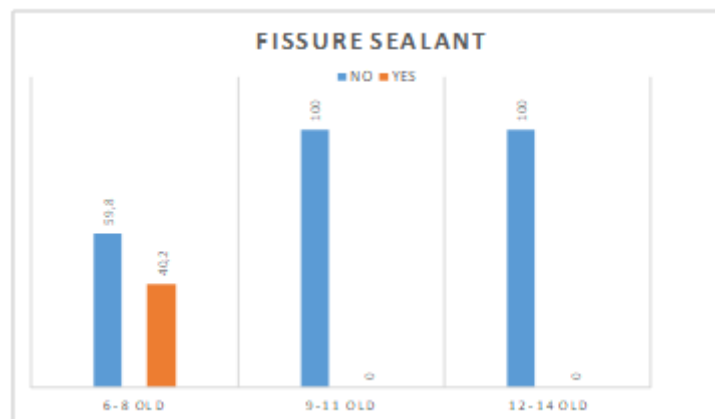 FISSURE SEALANT
NO YES
59,8
40,2
100
0
100
0
6-8 OLD
9-11 OLD
12-14 OLD